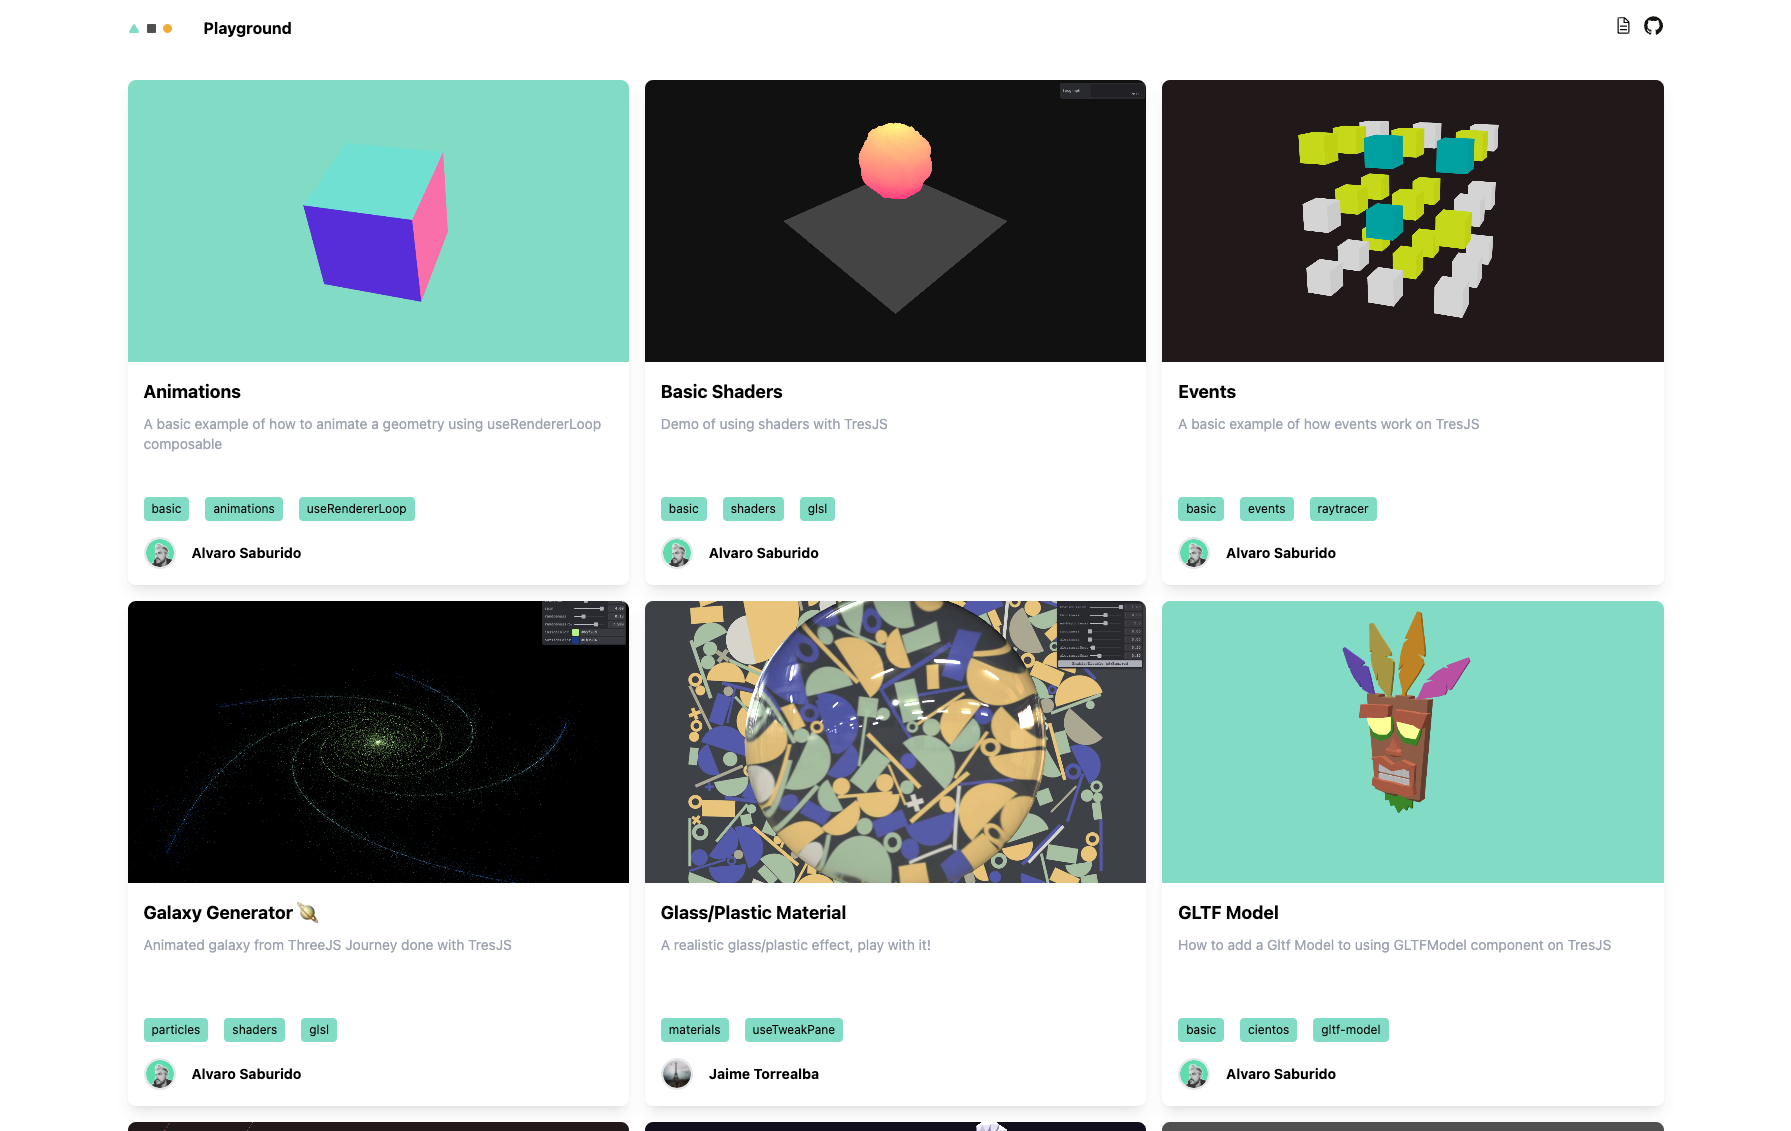 Playground
Animations
A basic example of how to animate a geometry using useRendererLoop
composable
basic
animations
useRendererLoop
Alvaro Saburido
Basic Shaders
Demo of using shaders with TresJS
basic
shaders
glsl
Alvaro Saburido
Events
A basic example of how events work on TresJS
basic
events
raytracer
Alvaro Saburido
Galaxy Generator
Animated galaxy from ThreeJS Journey done with TresJS
particles
shaders
glsl
Alvaro Saburido
Glass/Plastic Material
A realistic glass/plastic effect, play with it!
materials
useTweakPane
Jaime Torrealba
GLTF Model
How to add a Gltf Model to using GLTFModel component on TresJS
basic
cientos
gltf-model
Alvaro Saburido